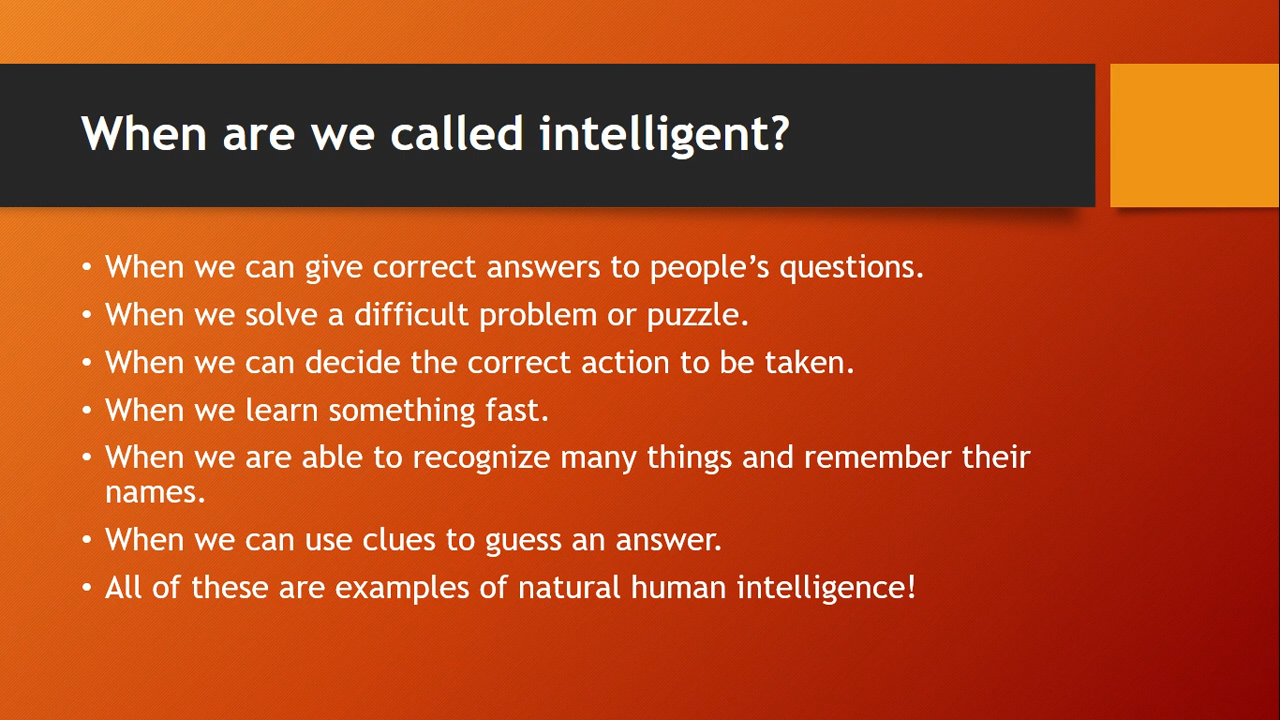 When are we called intelligent?
• When we can give correct answers to people’s questions.
• When we solve a difficult problem or puzzle.
• When we can decide the correct action to be taken.
• When we learn something fast.
• When we are able to recognize many things and remember their
names.
• When we can use clues to guess an answer.
• All of these are examples of natural human intelligence!